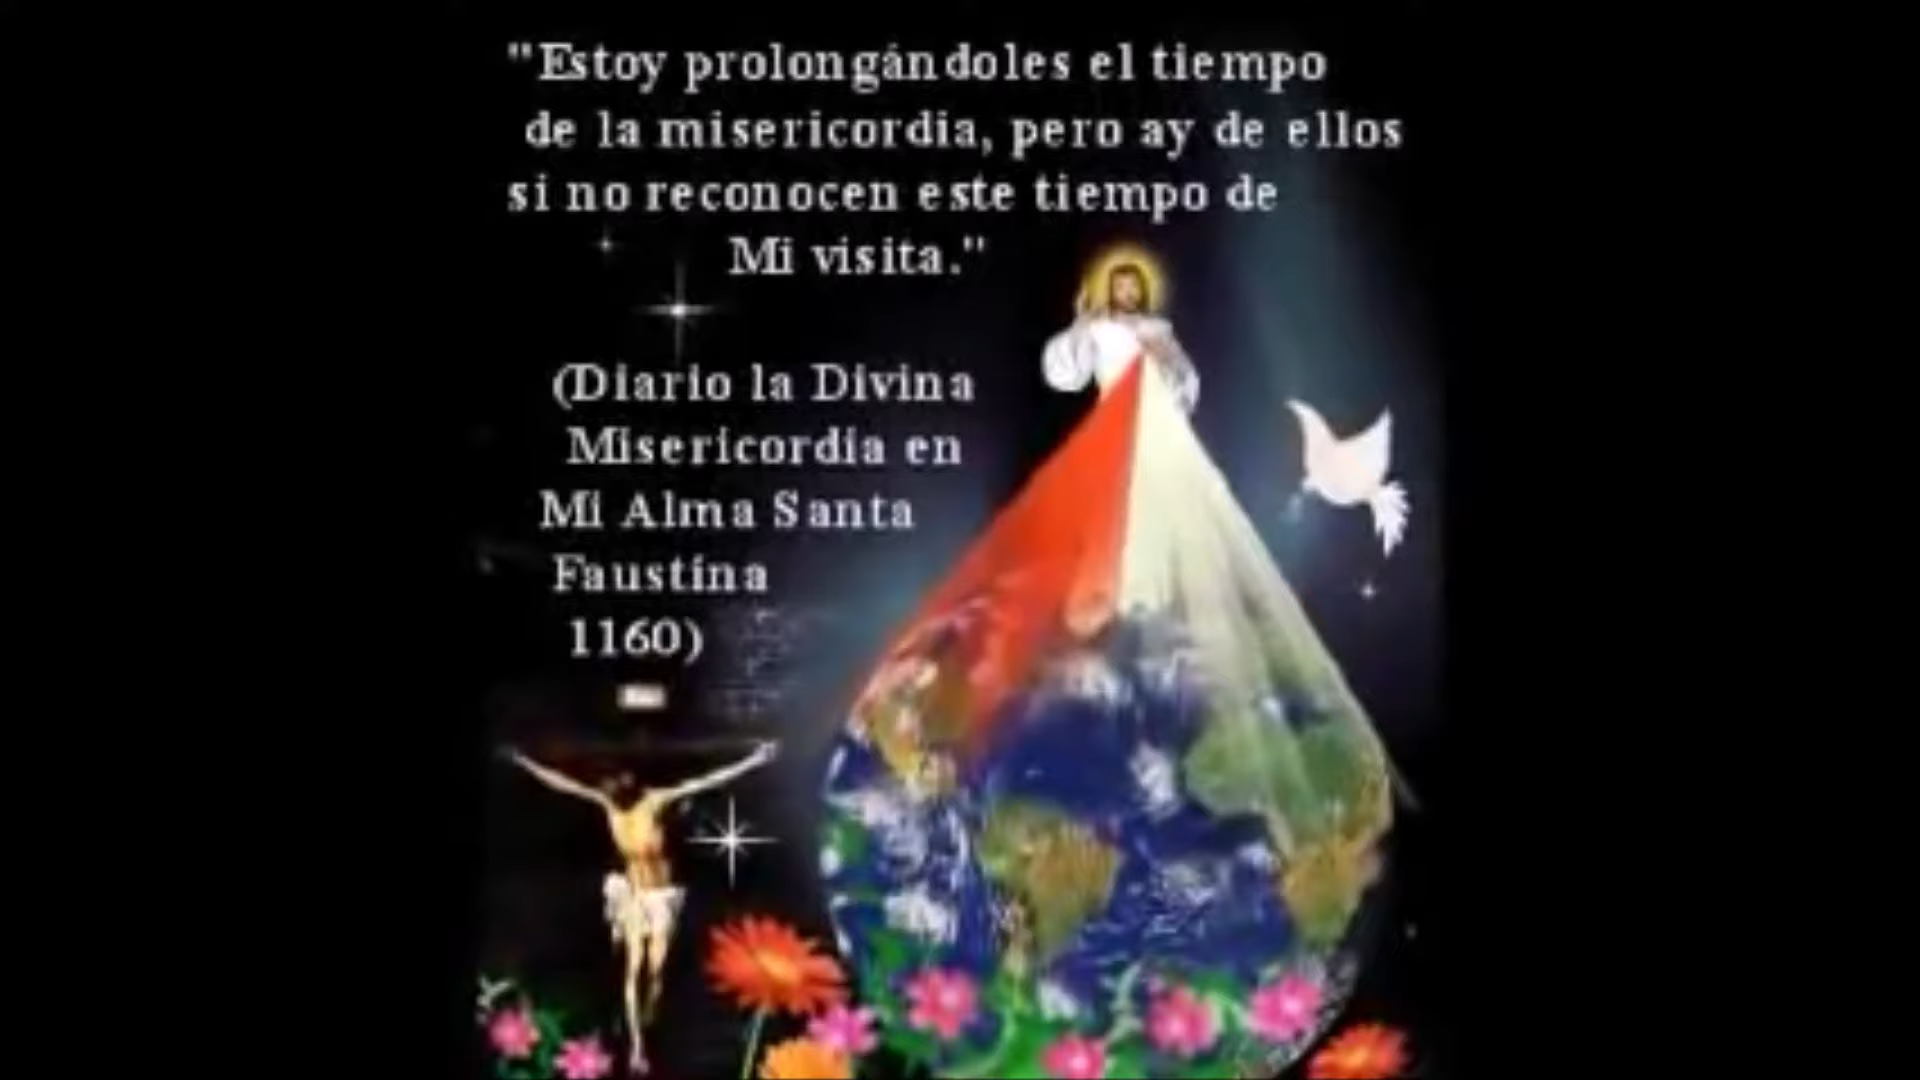 "Estoy prolongándoles el tiempo
de la misericordia, pero ay de ellos
si no reconocen este tiempo de
Mi visita."
(Diario la Divina
Misericordia en
Mi Alma Santa
Faustina
1160)